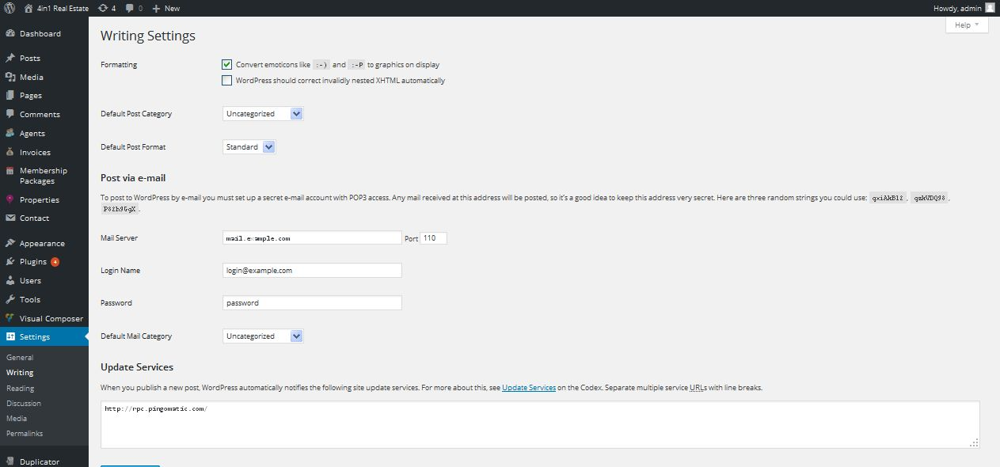 4in1 Real Estate 4 0 New Howdy, admin
Help
Dashboard
Posts
Media
Pages
Comments
Agents
Invoices
Membership
Packages
Properties
Contact
Appearance
Plugins 4
Users
Tools
Visual Composer
Settings
General
Writing
Reading
Discussion
Media
Permalinks
Duplicator
Writing Settings
Formatting
Convert emoticons like :-) and :-P to graphics on display
WordPress should correct invalidly nested XHTML automatically
Default Post Category Uncategorized
Default Post Format Standard
Post via e-mail
To post to WordPress by e-mail you must set up a secret e-mail account with POP3 access. Any mail received at this address will be posted, so it's a good idea to keep this address very secret. Here are three random strings you could use:
Mail Server mail.example.com Port 110
Login Name login@example.com
Password password
Default Mail Category Uncategorized
Update Services
When you publish a new post, WordPress automatically notifies the following site update services. For more about this, see Update Services on the Codex. Separate multiple service URLs with line breaks.
http://rpc.pingomatic.com/